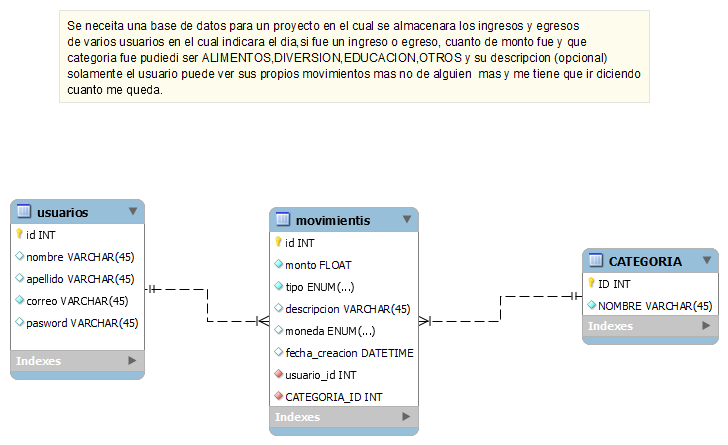 Se neceita una base de datos para un proyecto en el cual se almacenara los ingresos y egresos
de varios usuarios en el cual indicara el dia,si fue un ingreso o egreso, cuanto de monto fue y que
categoria fue pudiedi ser ALIMENTOS,DIVERSION,EDUCACION,OTROS y su descripcion (opcional)
solamente el usuario puede ver sus propios movimientos mas no de alguien mas y me tiene que ir diciendo
cuanto me queda.
usuarios
id INT
nombre VARCHAR(45)
apellido VARCHAR(45)
correo VARCHAR(45)
pasword VARCHAR(45)
Indexes
movimientis
id INT
monto FLOAT
tipo ENUM(...)
descripcion VARCHAR(45)
moneda ENUM(...)
fecha_creacion DATETIME
usuario_id INT
CATEGORIA_ID INT
Indexes
CATEGORIA
ID INT
NOMBRE VARCHAR(45)
Indexes